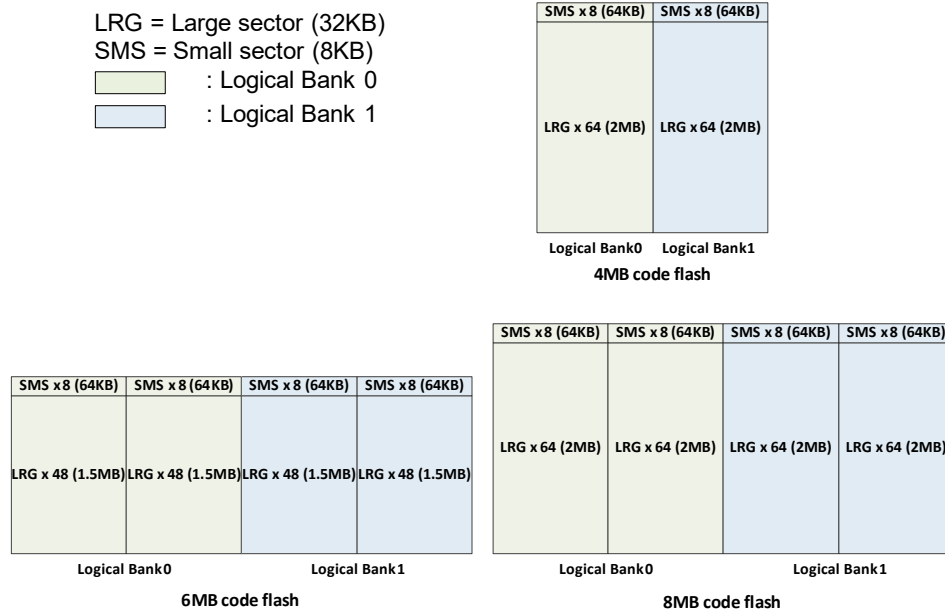 LRG = Large sector (32KB)
SMS = Small sector (8KB)
: Logical Bank 0
: Logical Bank 1
SMS x 8 (64KB) SMS x 8 (64KB)
LRG x 64 (2MB) LRG x 64 (2MB)
Logical Bank0 Logical Bank1
4MB code flash
SMS x 8 (64KB) SMS x 8 (64KB) SMS x 8 (64KB) SMS x 8 (64KB)
LRG x 48 (1.5MB) LRG x 48 (1.5MB) LRG x 48 (1.5MB) LRG x 48 (1.5MB)
Logical Bank0 Logical Bank1
6MB code flash
SMS x 8 (64KB) SMS x 8 (64KB) SMS x 8 (64KB) SMS x 8 (64KB)
LRG x 64 (2MB) LRG x 64 (2MB) LRG x 64 (2MB) LRG x 64 (2MB)
Logical Bank0 Logical Bank1
8MB code flash